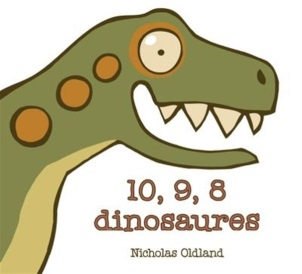 10, 9, 8
dinosaures
Nicholas Oldland